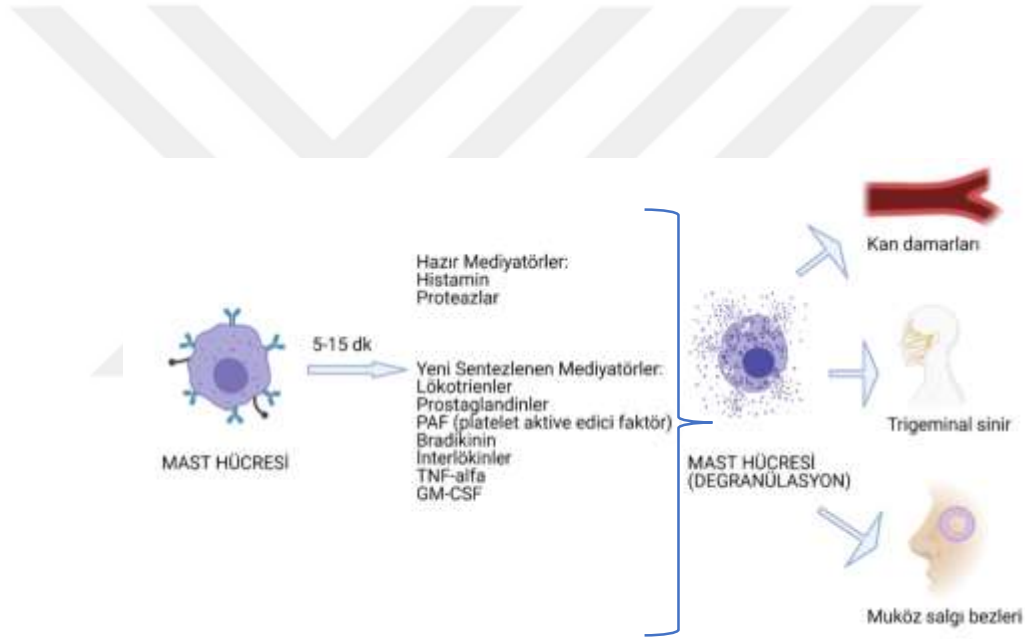 MAST HÜCRESİ
5-15 dk
Hazır Mediyatörler:
Histamin
Proteazlar
Yeni Sentezlenen Mediyatörler:
Lökotrienler
Prostaglandinler
PAF (platelet aktive edici faktör)
Bradikinin
İnterlökinler
TNF-alfa
GM-CSF
MAST HÜCRESİ
(DEGRANÜLASYON)
Kan damarları
Trigeminal sinir
Muköz salgı bezleri